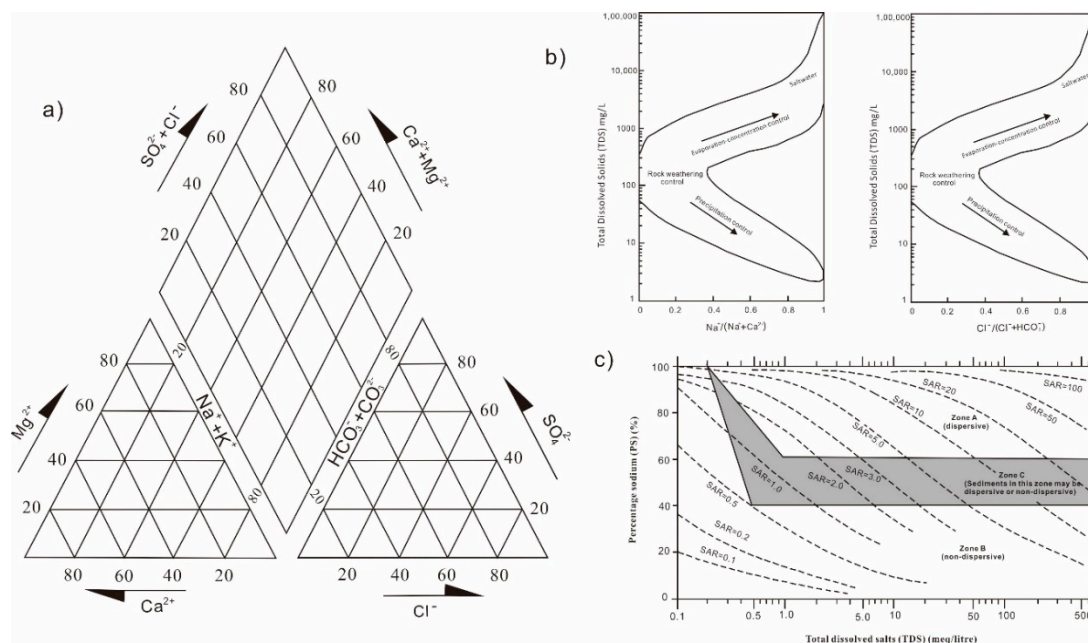 a)
80
80
60
60
40
40
20
20
SO₄²⁻+Cl⁻
Ca²⁺+Mg²⁺
80
60
40
20
Mg²⁺
20
Na⁺+K⁺
80
80
HCO₃⁻+CO₃²⁻
20
80
60
40
20
SO₄²⁻
80 60 40
Ca²⁺
20 40 60 80
Cl⁻
b)
Total Dissolved Solids (TDS) mg/L
1,00,000
10,000
1000
100
10
1
Saltwater
Evaporation-concentration control
Rock weathering
control
Precipitation control
0 0.2 0.4 0.6 0.8 1
Na⁺/(Na⁺+Ca²⁺)
Total Dissolved Solids (TDS) mg/L
1,00,000
10,000
1000
100
10
1
Saltwater
Evaporation-concentration control
Rock weathering
control
Precipitation control
0 0.2 0.4 0.6 0.8
Cl⁻/(Cl⁻+HCO₃⁻)
c)
Percentage sodium (PS) (%)
100
80
60
40
20
0
SAR=100
SAR=50
SAR=20
SAR=10
SAR=5.0
SAR=3.0
SAR=2.0
SAR=1.0
SAR=0.5
SAR=0.2
SAR=0.1
Zone A
(dispersive)
Zone C
(Sediments in this zone may be
dispersive or non-dispersive)
Zone B
(non-dispersive)
0.1 0.5 1.0 5.0 10 50 100 500
Total dissolved salts (TDS) (meq/litre)